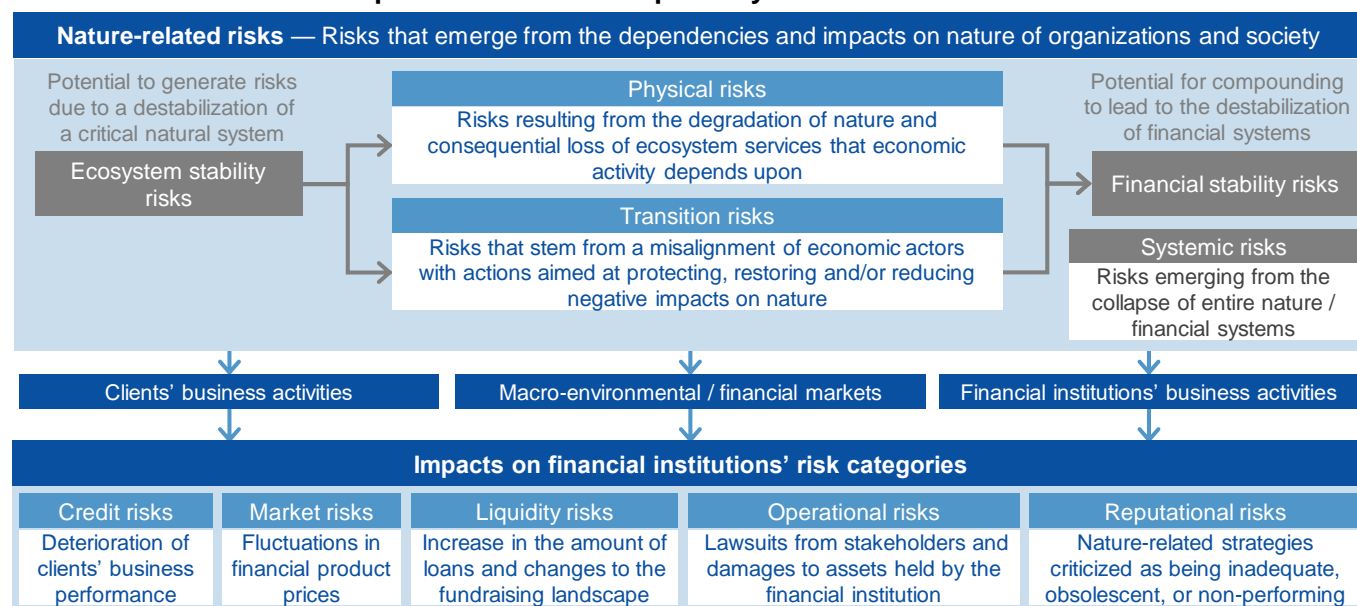 Nature-related risks — Risks that emerge from the dependencies and impacts on nature of organizations and society
Potential to generate risks
due to a destabilization of
a critical natural system
Ecosystem stability
risks
Physical risks
Risks resulting from the degradation of nature and
consequential loss of ecosystem services that economic
activity depends upon
Transition risks
Risks that stem from a misalignment of economic actors
with actions aimed at protecting, restoring and/or reducing
negative impacts on nature
Potential for compounding
to lead to the destabilization
of financial systems
Financial stability risks
Systemic risks
Risks emerging from the
collapse of entire nature /
financial systems
Clients’ business activities
Macro-environmental / financial markets
Financial institutions’ business activities
Impacts on financial institutions’ risk categories
Credit risks
Deterioration of
clients’ business
performance
Market risks
Fluctuations in
financial product
prices
Liquidity risks
Increase in the amount of
loans and changes to the
fundraising landscape
Operational risks
Lawsuits from stakeholders and
damages to assets held by the
financial institution
Reputational risks
Nature-related strategies
criticized as being inadequate,
obsolescent, or non-performing